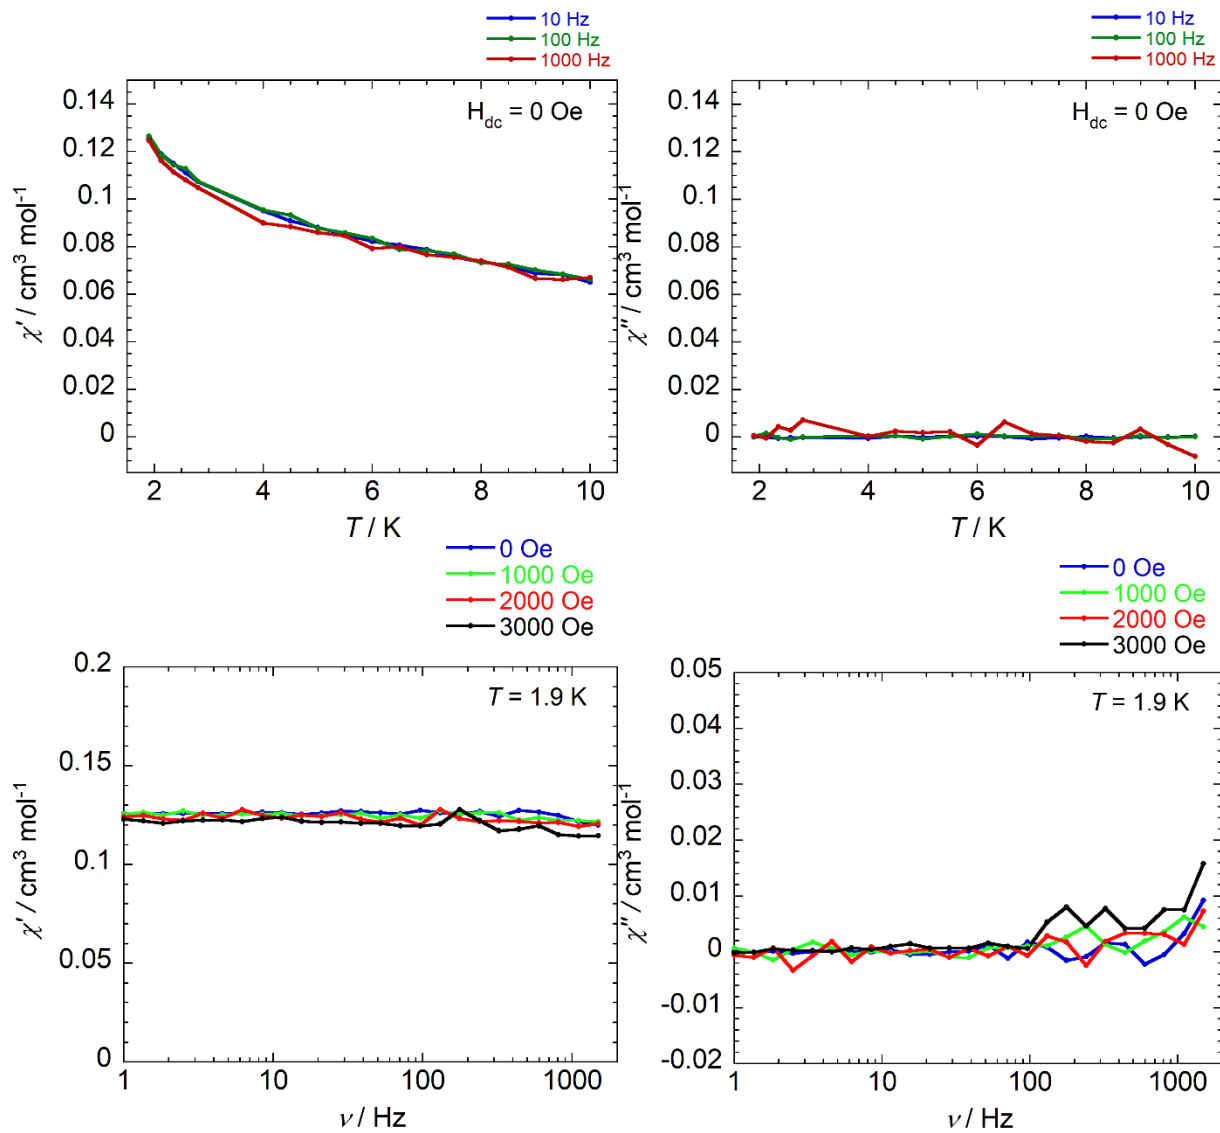 10 Hz
100 Hz
1000 Hz
H_dc = 0 Oe
χ′ / cm³ mol⁻¹
0.14
0.12
0.1
0.08
0.06
0.04
0.02
0
2 4 6 8 10
T / K
10 Hz
100 Hz
1000 Hz
H_dc = 0 Oe
χ″ / cm³ mol⁻¹
0.14
0.12
0.1
0.08
0.06
0.04
0.02
0
2 4 6 8 10
T / K
0 Oe
1000 Oe
2000 Oe
3000 Oe
T = 1.9 K
χ′ / cm³ mol⁻¹
0.2
0.15
0.1
0.05
0
1 10 100 1000
ν / Hz
0 Oe
1000 Oe
2000 Oe
3000 Oe
T = 1.9 K
χ″ / cm³ mol⁻¹
0.05
0.04
0.03
0.02
0.01
0
-0.01
-0.02
1 10 100 1000
ν / Hz